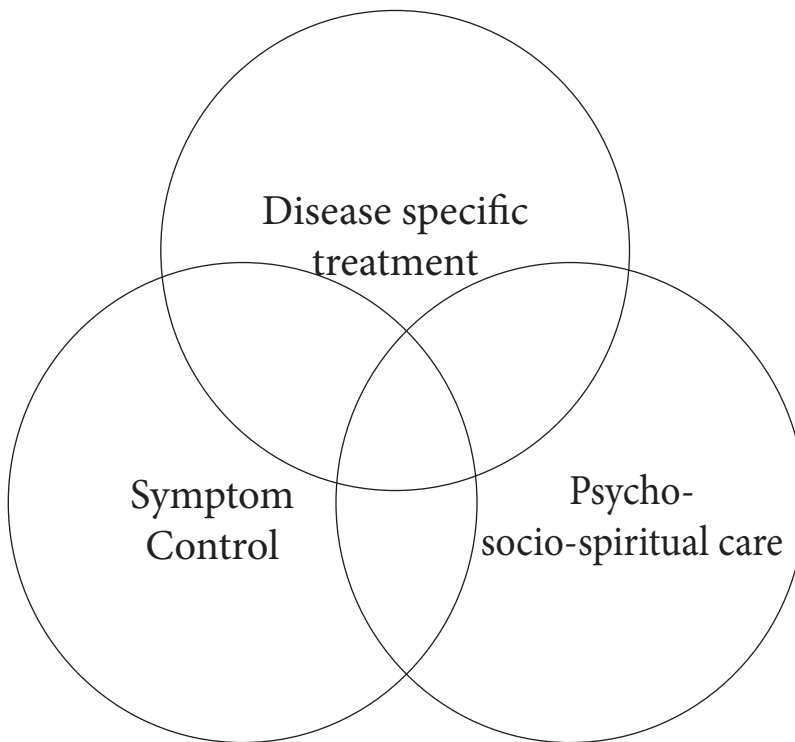 Disease specific
treatment
Symptom
Control
Psycho-
socio-spiritual care